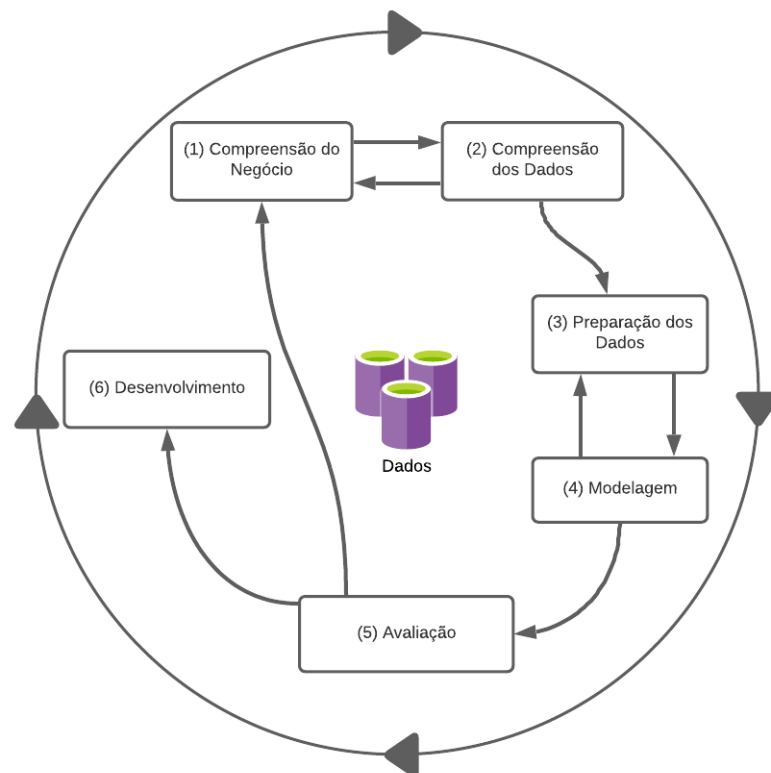 (1) Compreensão do
Negócio
(2) Compreensão
dos Dados
(3) Preparação dos
Dados
(4) Modelagem
(5) Avaliação
(6) Desenvolvimento
Dados